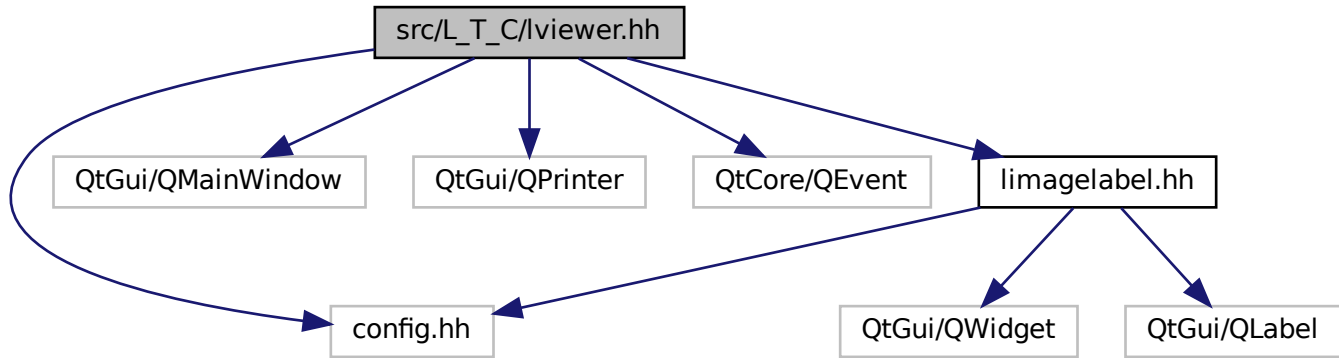 src/L_T_C/lviewer.hh
QtGui/QMainWindow
QtGui/QPrinter
QtCore/QEvent
limagelabel.hh
config.hh
QtGui/QWidget
QtGui/QLabel